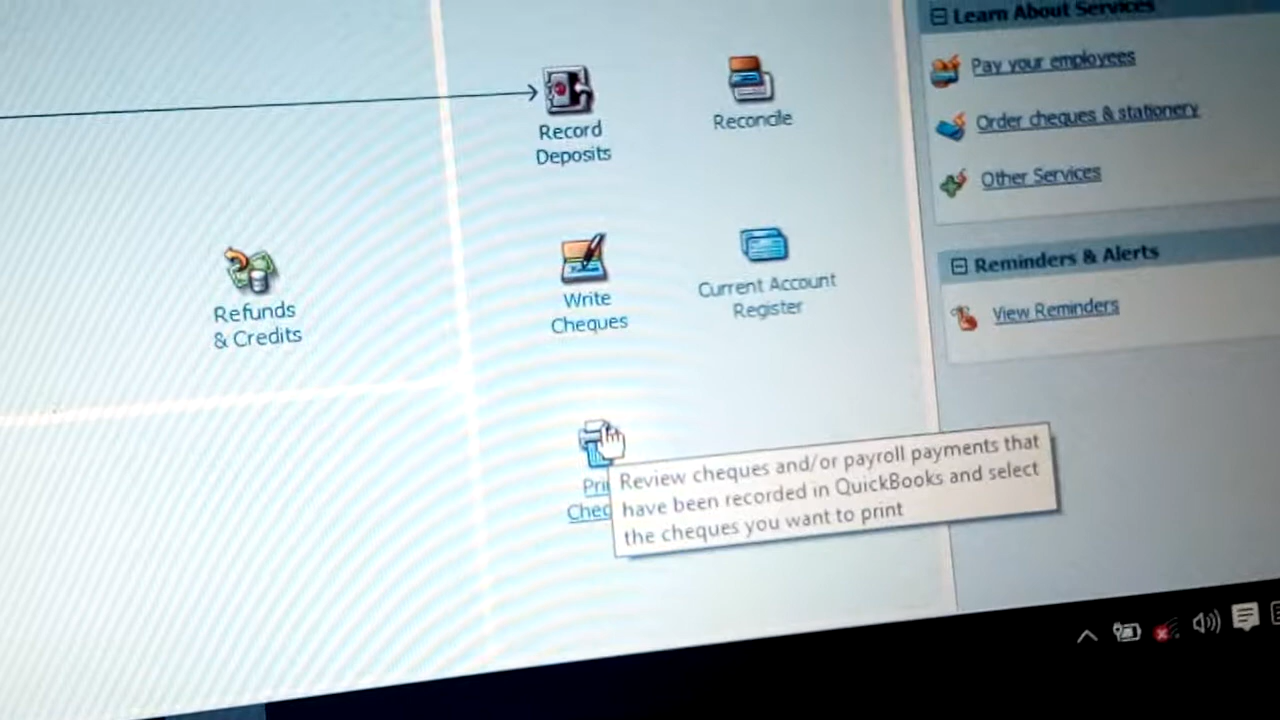 Learn About Services
Pay your employees
Order cheques & stationery
Other Services
Reminders & Alerts
View Reminders
Record
Deposits
Reconcile
Refunds
& Credits
Write
Cheques
Current Account
Register
Pri
Cheq
Review cheques and/or payroll payments that
have been recorded in QuickBooks and select
the cheques you want to print